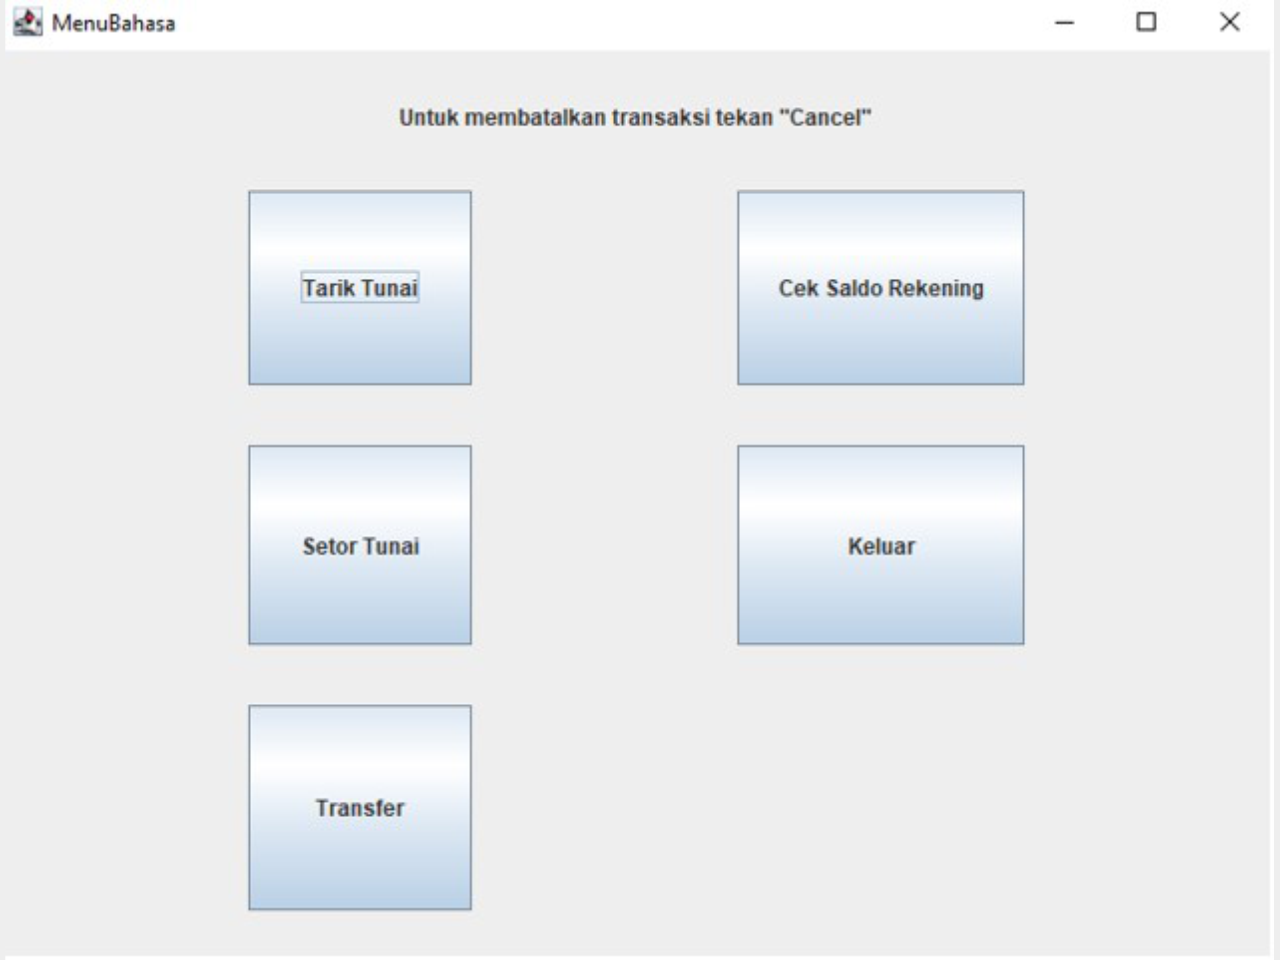 MenuBahasa
Untuk membatalkan transaksi tekan "Cancel"
Tarik Tunai
Cek Saldo Rekening
Setor Tunai
Keluar
Transfer